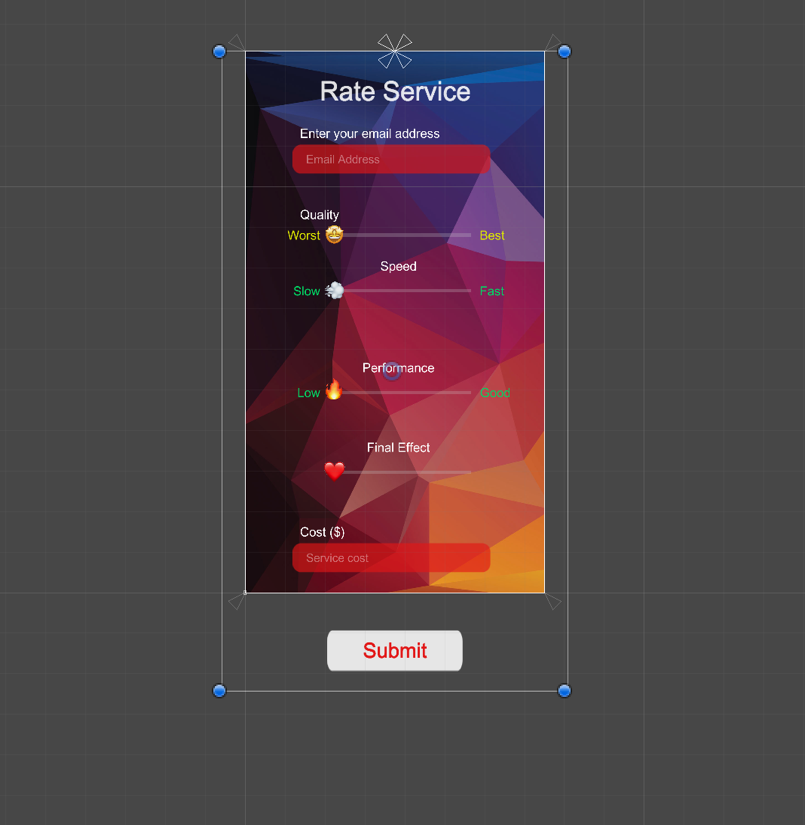 Rate Service
Enter your email address
Email Address
Quality
Worst Best
Speed
Slow Fast
Performance
Low Good
Final Effect
Cost ($)
Service cost
Submit